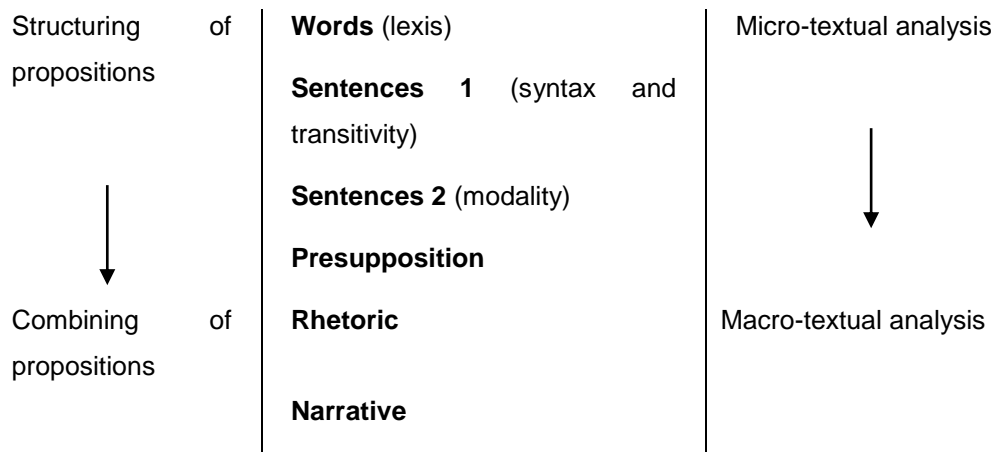 Structuring of
propositions
Combining of
propositions
Words (lexis)
Sentences 1 (syntax and
transitivity)
Sentences 2 (modality)
Presupposition
Rhetoric
Narrative
Micro-textual analysis
Macro-textual analysis